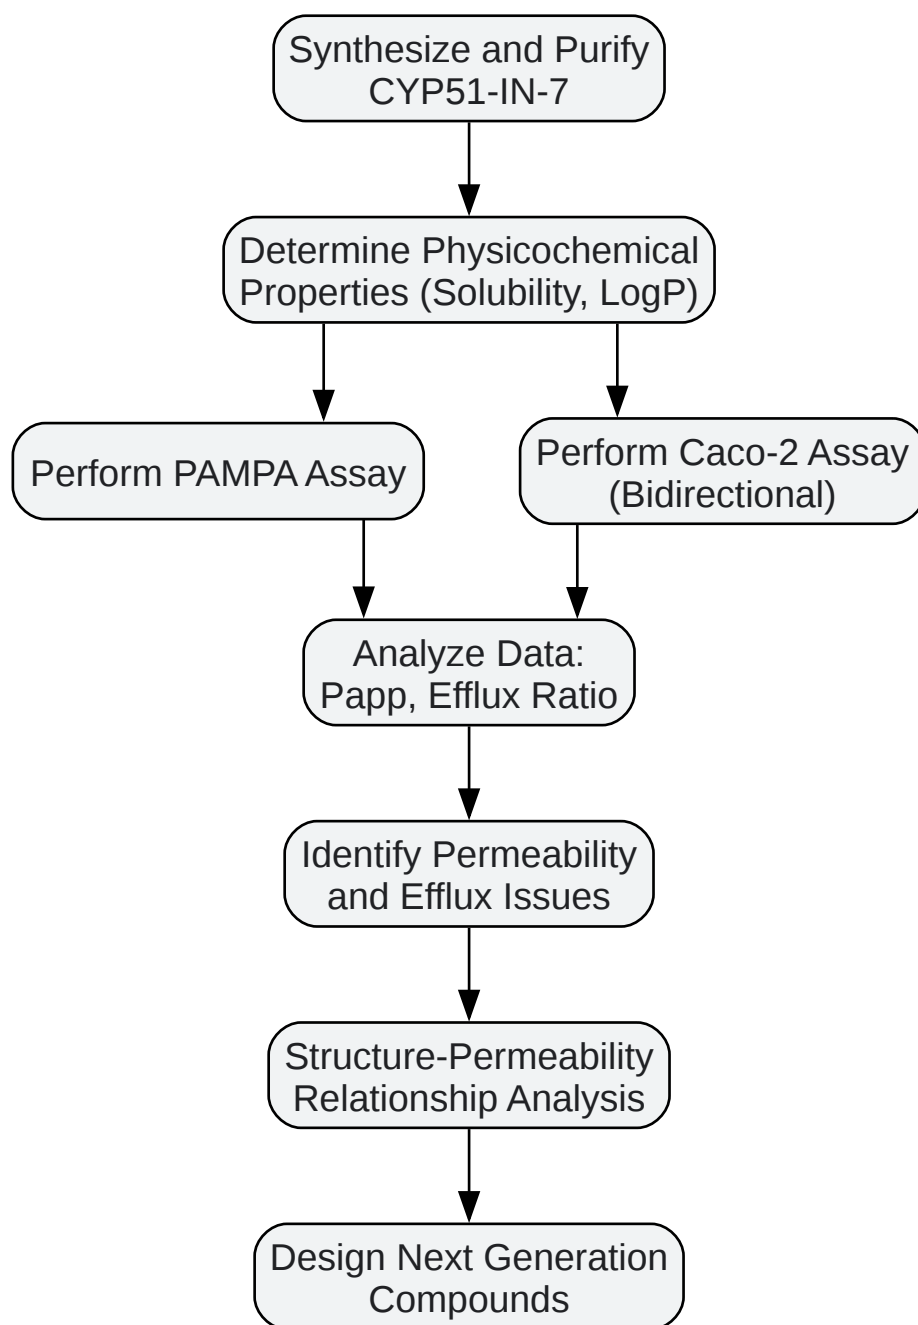 Synthesize and Purify
CYP51-IN-7
Determine Physicochemical
Properties (Solubility, LogP)
Perform PAMPA Assay
Perform Caco-2 Assay
(Bidirectional)
Analyze Data:
Papp, Efflux Ratio
Identify Permeability
and Efflux Issues
Structure-Permeability
Relationship Analysis
Design Next Generation
Compounds